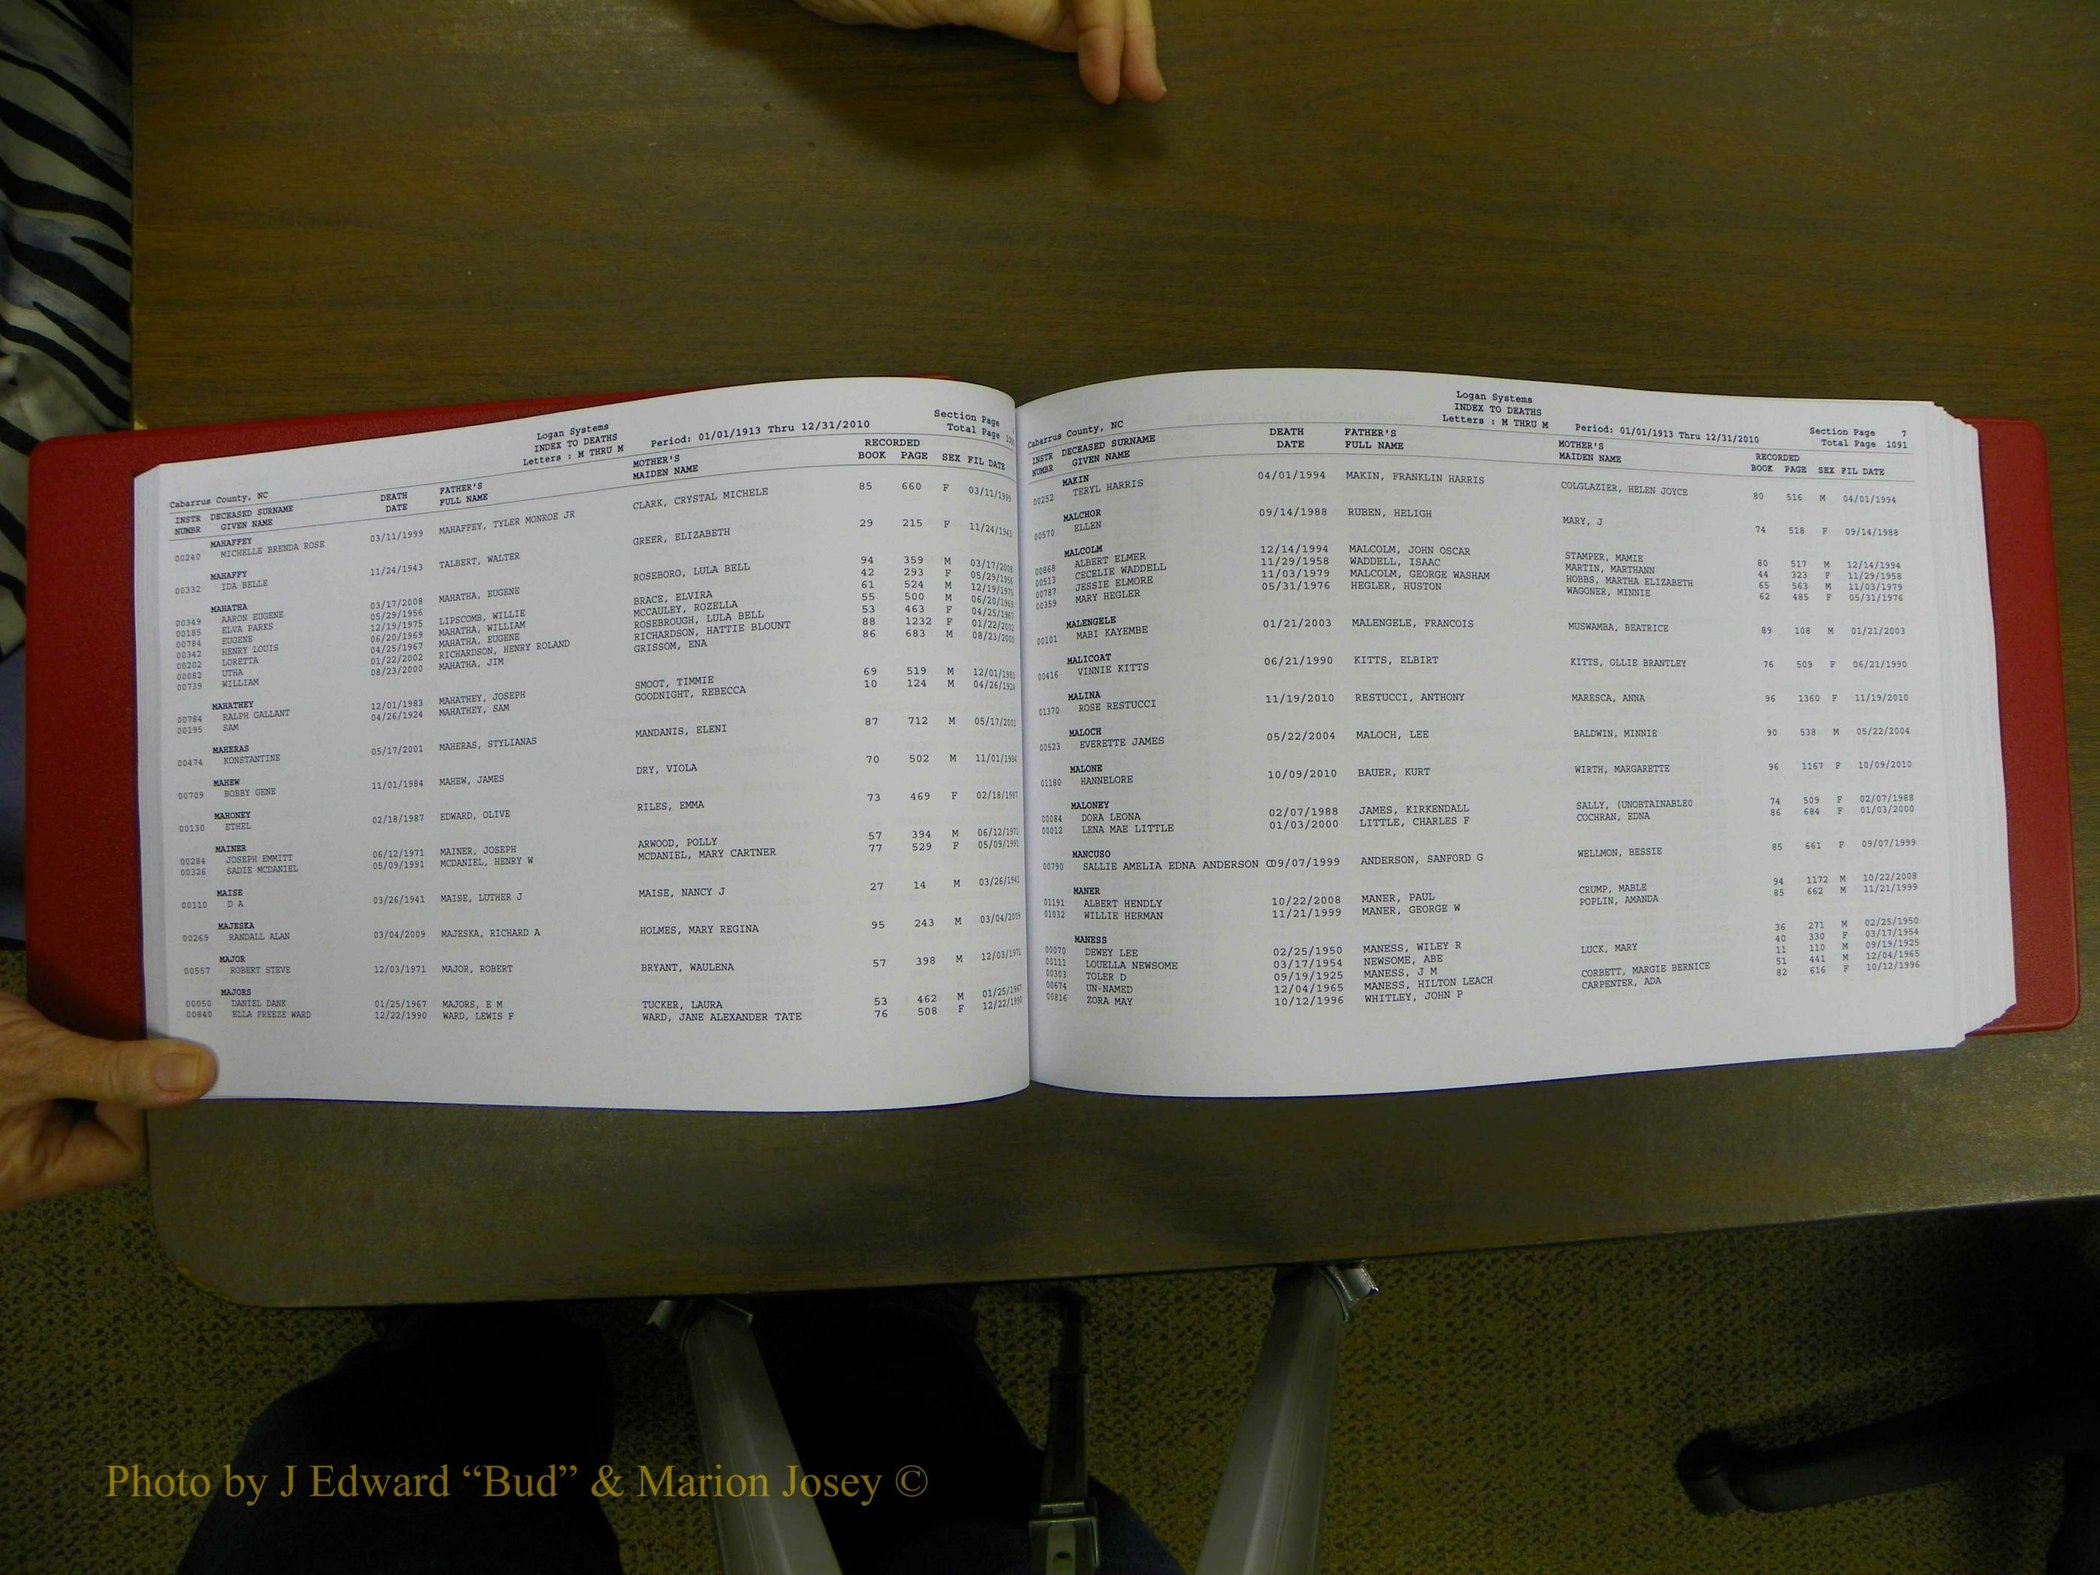 Logan Systems
INDEX TO DEATHS
Letters : M THRU M
Period: 01/01/1913 Thru 12/31/2010
Section Page
Total Page
Cabarrus County, NC
INSTR DECEASED SURNAME DEATH FATHER'S MOTHER'S RECORDED
NUMBR GIVEN NAME DATE FULL NAME MAIDEN NAME BOOK PAGE SEX FIL DATE
MAHAFFEY
00240 MICHELLE BRENDA ROSE 03/11/1999 MAHAFFEY, TYLER MONROE JR CLARK, CRYSTAL MICHELE 85 660 F 03/11/1999
MAHAFFY
00332 IDA BELLE 11/24/1943 TALBERT, WALTER GREER, ELIZABETH 29 215 F 11/24/1943
MAHATHA
00349 AARON EUGENE 03/17/2008 MAHATHA, EUGENE ROSEBORO, LULA BELL 94 359 M 03/17/2008
00185 ELVA PARKS 05/29/1956 LIPSCOMB, WILLIE BRACE, ELVIRA 42 293 F 05/29/1956
00784 EUGENE 12/19/1975 MAHATHA, WILLIAM MCCAULEY, ROZELLA 61 524 M 12/19/1975
00342 HENRY LOUIS 06/20/1969 MAHATHA, EUGENE ROSEBROUGH, LULA BELL 55 500 M 06/20/1969
00202 LORETTA 04/25/1967 RICHARDSON, HENRY ROLAND RICHARDSON, HATTIE BLOUNT 53 463 F 04/25/1967
00082 UTHA 01/22/2002 MAHATHA, JIM GRISSOM, ENA 88 1232 F 01/22/2002
00739 WILLIAM 08/23/2000 86 683 M 08/23/2000
MAHATHEY
00784 RALPH GALLANT 12/01/1983 MAHATHEY, JOSEPH SMOOT, TIMMIE 69 519 M 12/01/1983
00195 SAM 04/26/1924 MAHATHEY, SAM GOODNIGHT, REBECCA 10 124 M 04/26/1924
MAHERAS
00474 KONSTANTINE 05/17/2001 MAHERAS, STYLIANAS MANDANIS, ELENI 87 712 M 05/17/2001
MAHEW
00709 BOBBY GENE 11/01/1984 MAHEW, JAMES DRY, VIOLA 70 502 M 11/01/1984
MAHONEY
00130 ETHEL 02/18/1987 EDWARD, OLIVE RILES, EMMA 73 469 F 02/18/1987
MAINER
00284 JOSEPH EMMITT 06/12/1971 MAINER, JOSEPH ARWOOD, POLLY 57 394 M 06/12/1971
00326 SADIE MCDANIEL 05/09/1991 MCDANIEL, HENRY W MCDANIEL, MARY CARTNER 77 529 F 05/09/1991
MAISE
00110 D A 03/26/1941 MAISE, LUTHER J MAISE, NANCY J 27 14 M 03/26/1941
MAJESKA
00269 RANDALL ALAN 03/04/2009 MAJESKA, RICHARD A HOLMES, MARY REGINA 95 243 M 03/04/2009
MAJOR
00557 ROBERT STEVE 12/03/1971 MAJOR, ROBERT BRYANT, WAULENA 57 398 M 12/03/1971
MAJORS
00050 DANIEL DANK 01/25/1967 MAJORS, E M TUCKER, LAURA 53 462 M 01/25/1967
00840 ELLA FREEZE WARD 12/22/1990 WARD, LEWIS F WARD, JANE ALEXANDER TATE 76 508 F 12/22/1990
Logan Systems
INDEX TO DEATHS
Letters : M THRU M
Period: 01/01/1913 Thru 12/31/2010
Section Page 7
Total Page 1091
Cabarrus County, NC
INSTR DECEASED SURNAME DEATH FATHER'S MOTHER'S RECORDED
NUMBR GIVEN NAME DATE FULL NAME MAIDEN NAME BOOK PAGE SEX FIL DATE
MAKIN
00252 TERYL HARRIS 04/01/1994 MAKIN, FRANKLIN HARRIS COLGLAZIER, HELEN JOYCE 80 516 M 04/01/1994
MALCHOR
00570 ELLEN 09/14/1988 RUBEN, HELIGH MARY, J 74 518 F 09/14/1988
MALCOLM
00868 ALBERT ELMER 12/14/1994 MALCOLM, JOHN OSCAR STAMPER, MAMIE 80 517 M 12/14/1994
00513 CECELIE WADDELL 11/29/1958 WADDELL, ISAAC MARTIN, MARTHANN 44 323 F 11/29/1958
00787 JESSIE ELMORE 11/03/1979 MALCOLM, GEORGE WASHAM HOBBS, MARTHA ELIZABETH 65 563 M 11/03/1979
00359 MARY HEGLER 05/31/1976 HEGLER, HUSTON WAGONER, MINNIE 62 485 F 05/31/1976
MALENGELE
00101 MABI KAYEMBE 01/21/2003 MALENGELE, FRANCOIS MUSWAMBA, BEATRICE 89 108 M 01/21/2003
MALICOAT
00416 VINNIE KITTS 06/21/1990 KITTS, ELBIRT KITTS, OLLIE BRANTLEY 76 509 F 06/21/1990
MALINA
01370 ROSE RESTUCCI 11/19/2010 RESTUCCI, ANTHONY MARESCA, ANNA 96 1360 F 11/19/2010
MALOCH
00523 EVERETTE JAMES 05/22/2004 MALOCH, LEE BALDWIN, MINNIE 90 538 M 05/22/2004
MALONE
01180 HANNELORE 10/09/2010 BAUER, KURT WIRTH, MARGARETTE 96 1167 F 10/09/2010
MALONEY
00084 DORA LEONA 02/07/1988 JAMES, KIRKENDALL SALLY, (UNOBTAINABLE0 74 509 F 02/07/1988
00012 LENA MAE LITTLE 01/03/2000 LITTLE, CHARLES F COCHRAN, EDNA 86 684 F 01/03/2000
MANCUSO
00790 SALLIE AMELIA EDNA ANDERSON C09/07/1999 ANDERSON, SANFORD G WELLMON, BESSIE 85 661 F 09/07/1999
MANER
01191 ALBERT HENDLY 10/22/2008 MANER, PAUL CRUMP, MABLE 94 1172 M 10/22/2008
01032 WILLIE HERMAN 11/21/1999 MANER, GEORGE W POPLIN, AMANDA 85 662 M 11/21/1999
MANESS
00070 DEWEY LEE 02/25/1950 MANESS, WILEY R LUCK, MARY 36 271 M 02/25/1950
00111 LOUELLA NEWSOME 03/17/1954 NEWSOME, ABE 40 330 F 03/17/1954
00303 TOLER D 09/19/1925 MANESS, J M 11 110 M 09/19/1925
00674 UN-NAMED 12/04/1965 MANESS, HILTON LEACH CORBETT, MARGIE BERNICE 51 441 M 12/04/1965
00816 ZORA MAY 10/12/1996 WHITLEY, JOHN P CARPENTER, ADA 82 616 F 10/12/1996
Photo by J Edward “Bud” & Marion Josey ©